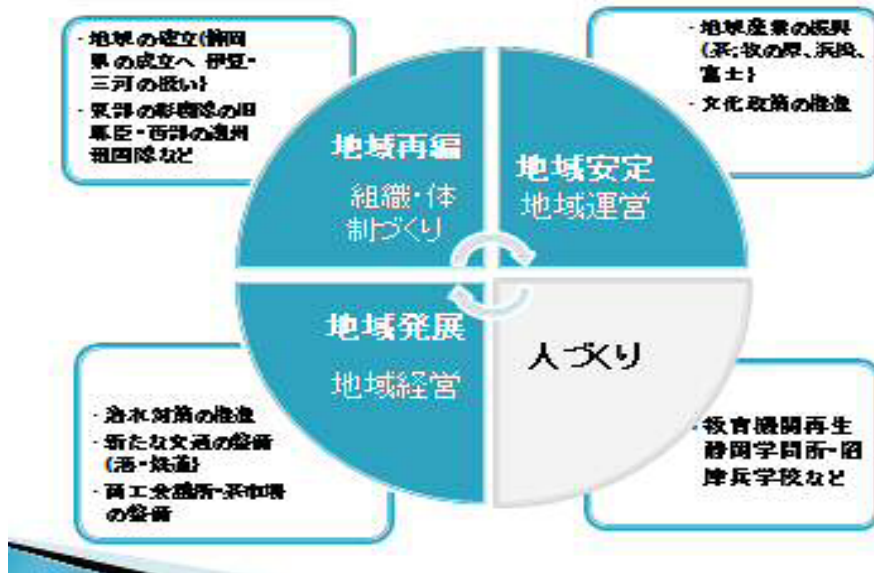 ・地域の確立(静岡
県の成立へ 伊豆・
三河の扱い)
・東部の彰義隊の旧
幕臣・西部の遠州
報国隊など
地域再編
組織・体
制づくり
・地域産業の振興
(茶;牧の原、浜松、
富士)
・文化政策の推進
地域安定
地域運営
地域発展
地域経営
・治水対策の推進
・新たな交通の整備
(港・鉄道)
・商工会議所・茶市場
の整備
人づくり
・教育機関再生
静岡学問所・沼
津兵学校など